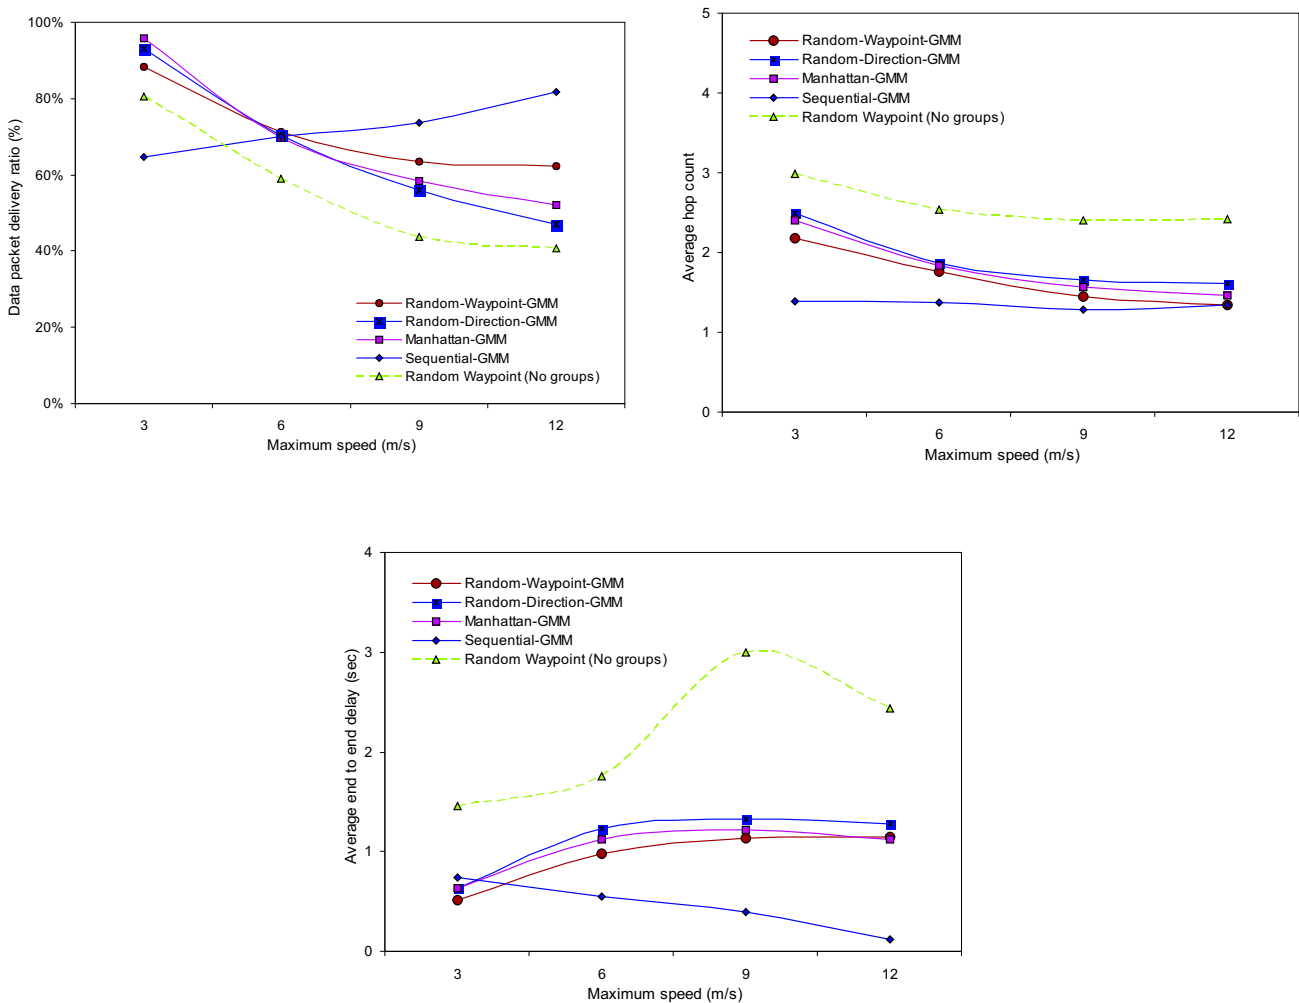 100%
80%
60%
40%
20%
0%
Data packet delivery ratio (%)
Random-Waypoint-GMM
Random-Direction-GMM
Manhattan-GMM
Sequential-GMM
Random Waypoint (No groups)
3 6 9 12
Maximum speed (m/s)
5
4
3
2
1
0
Average hop count
Random-Waypoint-GMM
Random-Direction-GMM
Manhattan-GMM
Sequential-GMM
Random Waypoint (No groups)
3 6 9 12
Maximum speed (m/s)
4
3
2
1
0
Average end to end delay (sec)
Random-Waypoint-GMM
Random-Direction-GMM
Manhattan-GMM
Sequential-GMM
Random Waypoint (No groups)
3 6 9 12
Maximum speed (m/s)